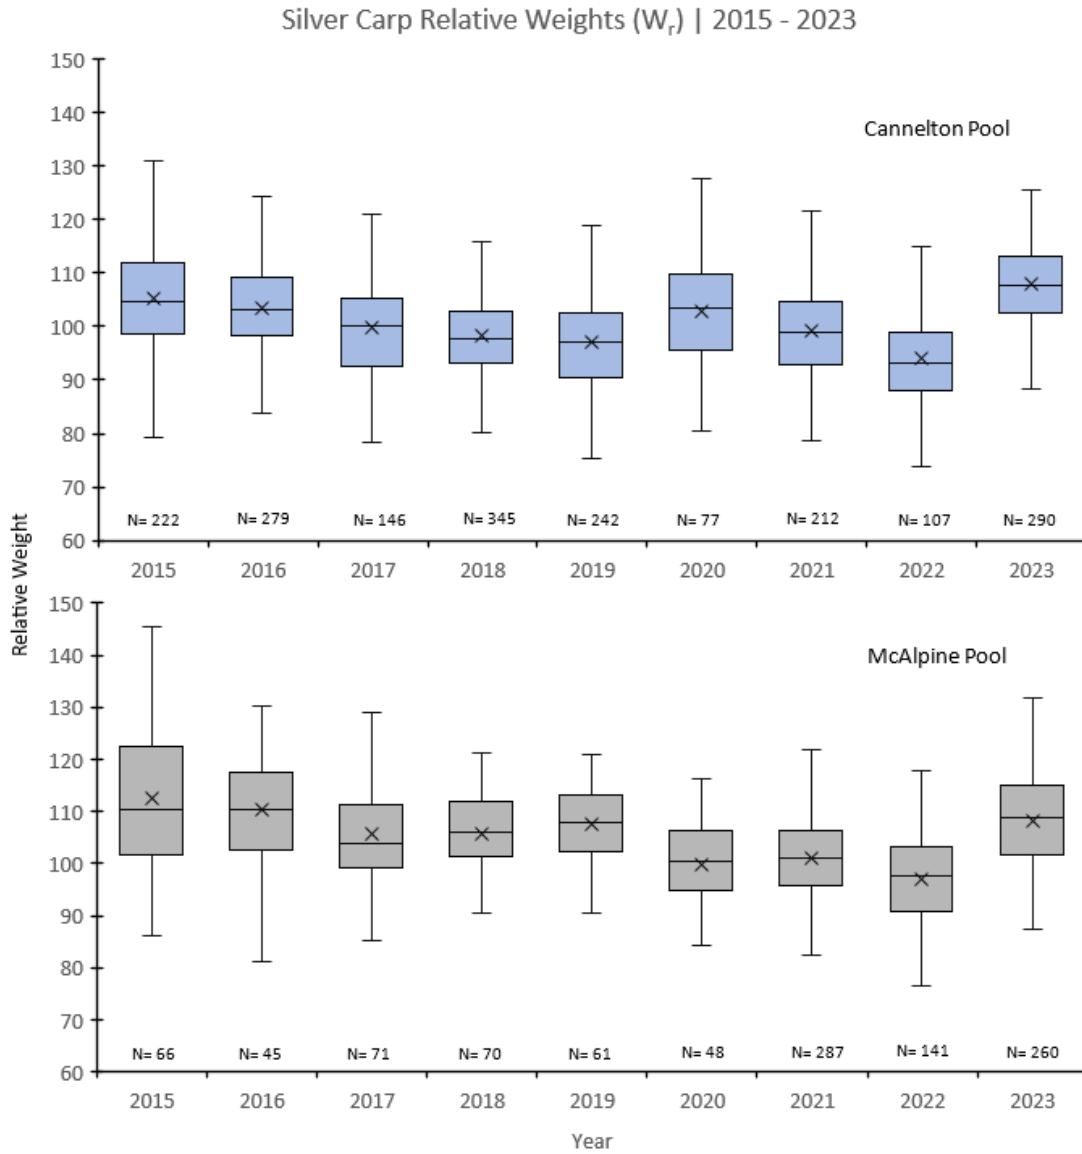 Silver Carp Relative Weights (Wr) | 2015 - 2023
Cannelton Pool
150
140
130
120
110
100
90
80
70
60
N= 222
N= 279
N= 146
N= 345
N= 242
N= 77
N= 212
N= 107
N= 290
2015
2016
2017
2018
2019
2020
2021
2022
2023
Relative Weight
McAlpine Pool
150
140
130
120
110
100
90
80
70
60
N= 66
N= 45
N= 71
N= 70
N= 61
N= 48
N= 287
N= 141
N= 260
2015
2016
2017
2018
2019
2020
2021
2022
2023
Year